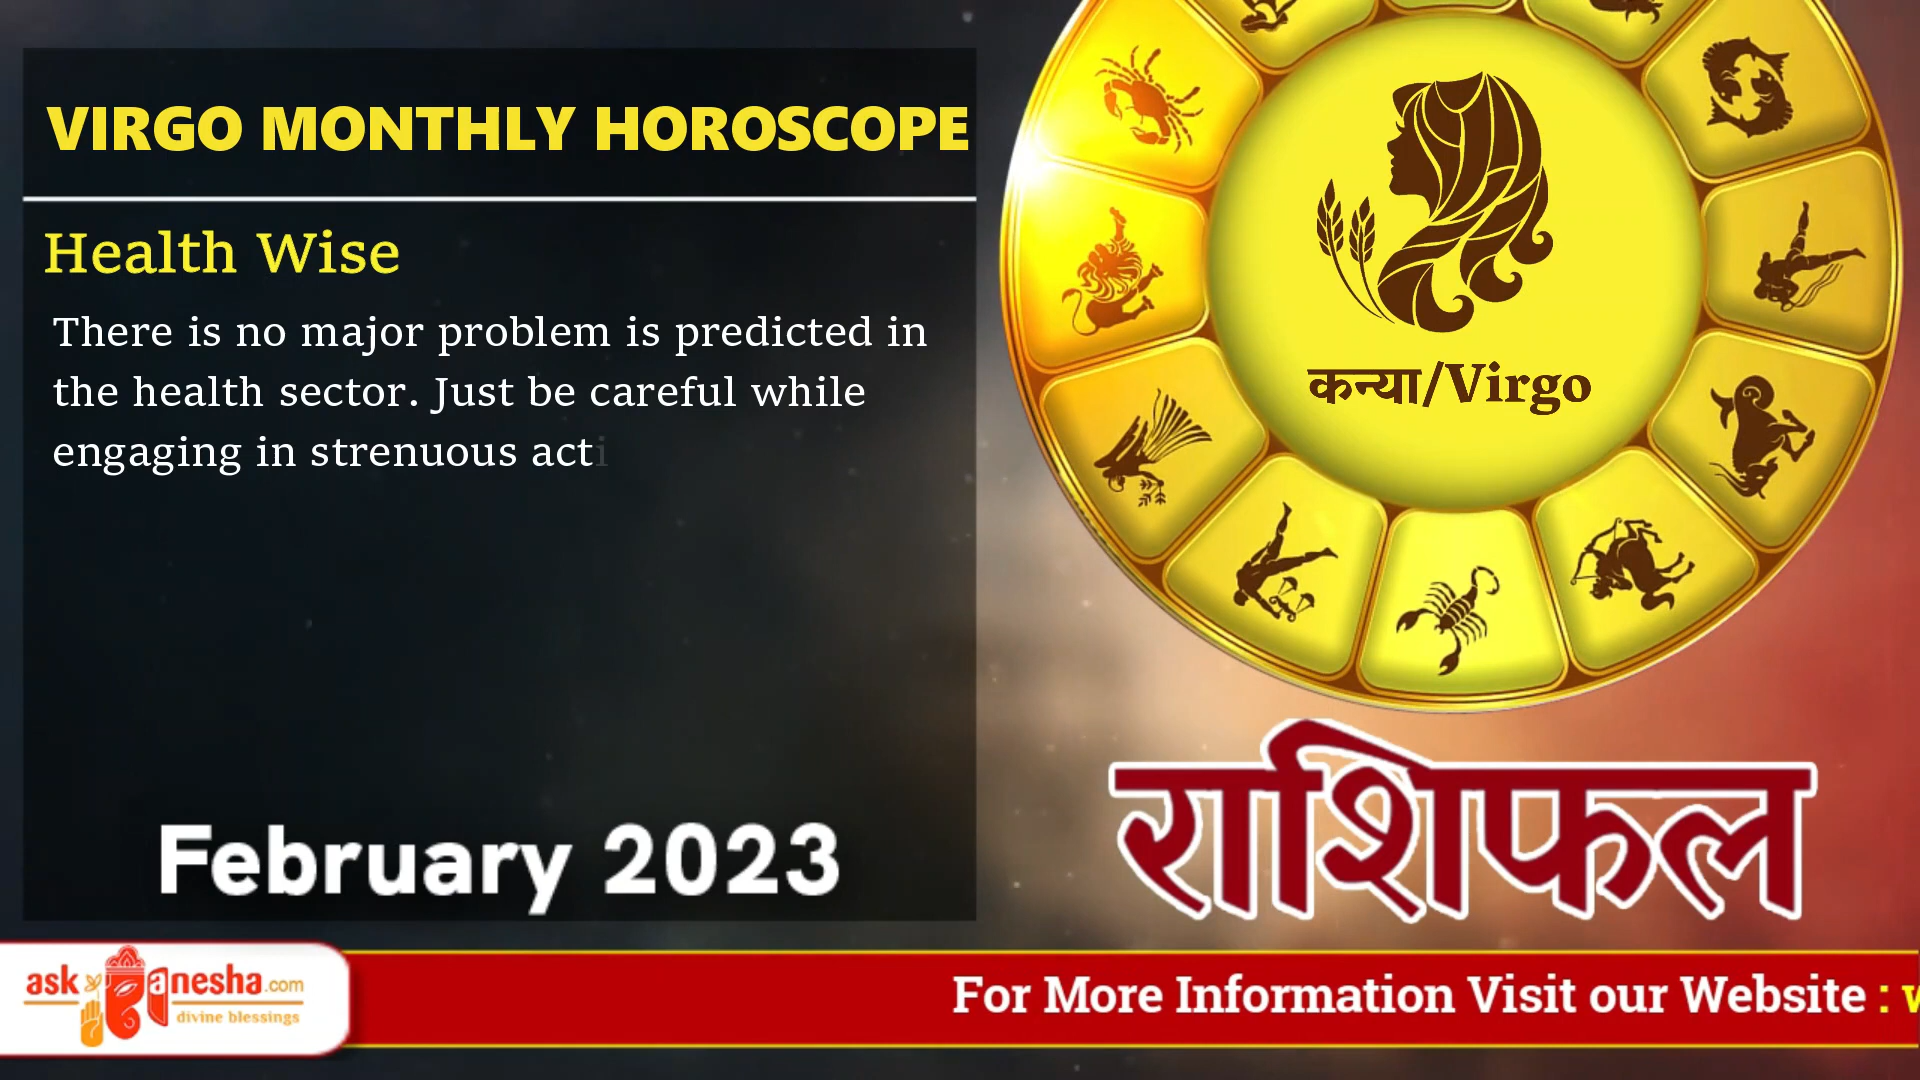 VIRGO MONTHLY HOROSCOPE
Health Wise
There is no major problem is predicted in
the health sector. Just be careful while
engaging in strenuous acti
February 2023
कन्या/Virgo
राशिफल
ask Ganesha.com
divine blessings
For More Information Visit our Website : w